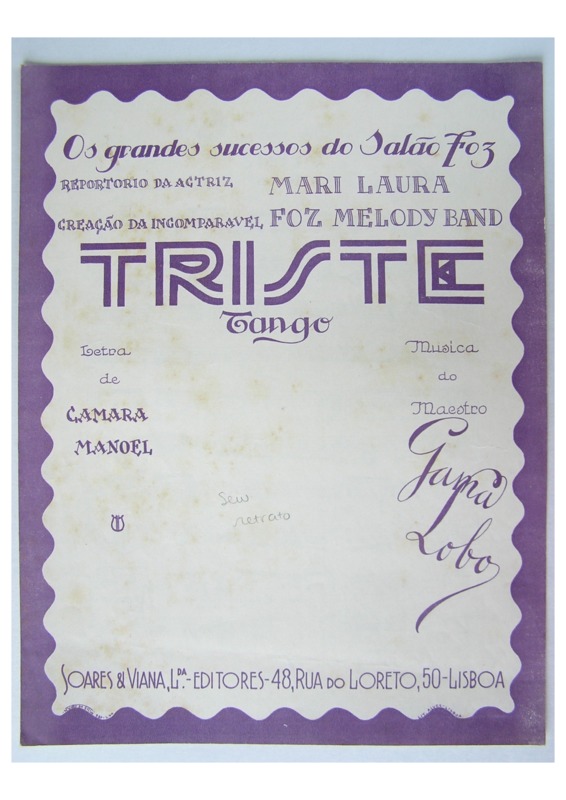 Os grandes sucessos do Salão Foz
REPORTORIO DA ACTRIZ MARI LAURA
CREAÇÃO DA INCOMPARAVEL FOZ MELODY BAND
TRISTE
Tango
Letra
de
CAMARA
MANOEL
Musica
do
Maestro
Gama
Lobo
Sem
retrato
SOARES & VIANA, LDA.-EDITORES-48, RUA DO LORETO, 50-LISBOA